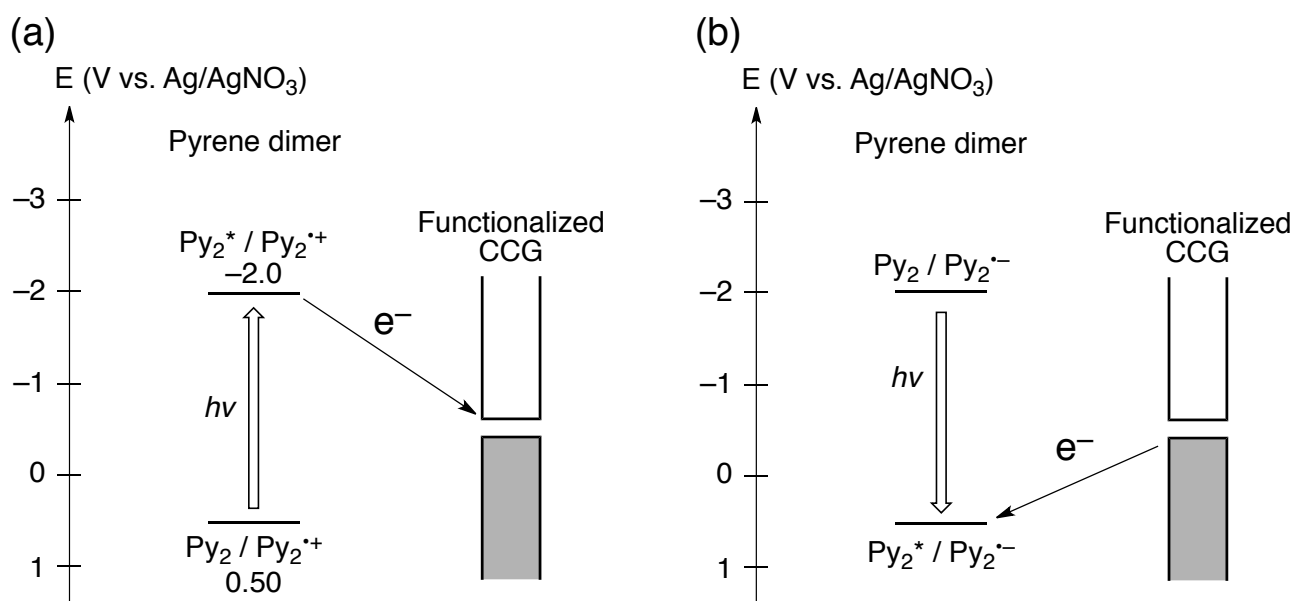 (a)
E (V vs. Ag/AgNO₃)
Pyrene dimer
–3
Functionalized
CCG
Py₂* / Py₂•⁺
–2.0
–2
e⁻
–1
hν
0
Py₂ / Py₂•⁺
0.50
1
(b)
E (V vs. Ag/AgNO₃)
Pyrene dimer
–3
Functionalized
CCG
Py₂ / Py₂•⁻
–2
–1
hν
e⁻
0
Py₂* / Py₂•⁻
1